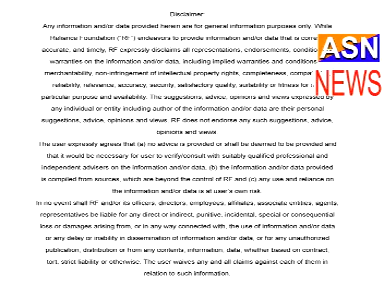 Disclaimer
Any information and/or data provided herein are for general information purposes only. While
Reliance Foundation ("RF") endeavors to provide information and/or data that is corre
accurate, and timely, RF expressly disclaims all representations, endorsements, conditio
warranties on the information and/or data, including implied warranties and conditions
merchantability, non-infringement of intellectual property rights, completeness, compa
reliability, relevance, accuracy, security, satisfactory quality, suitability or fitness for
particular purpose and availability. The suggestions, advice, opinions and views expressed by
any individual or entity including author of the information and/or data are their personal
suggestions, advice, opinions and views. RF does not endorse any such suggestions, advice,
opinions and views
The user expressly agrees that (a) no advice is provided or shall be deemed to be provided and
that it would be necessary for user to verify/consult with suitably qualified professional and
independent advisers on the information and/or data; (b) the information and/or data provided
is compiled from sources, which are beyond the control of RF and (c) any use and reliance on
the information and/or data is at user's own risk
In no event shall RF and/or its officers, directors, employees, affiliates, associate entities, agents,
representatives be liable for any direct or indirect, punitive, incidental, special or consequential
loss or damages arising from, or in any way connected with, the use of information and/or data
or any delay or inability in dissemination of information and/or data, or for any unauthorized
publication, distribution or from any contents, information, data, whether based on contract,
tort, strict liability or otherwise. The user waives any and all claims against each of them in
relation to such information.
ASN
NEWS